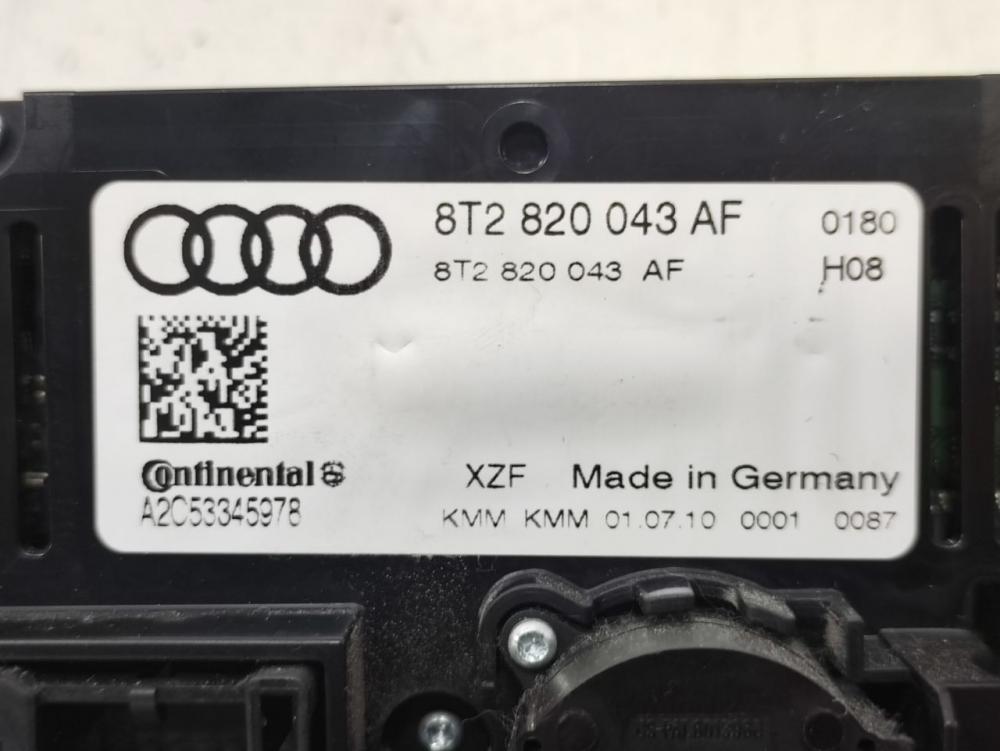 8T2 820 043 AF 0180
8T2 820 043 AF H08
Continental
A2C53345978
XZF Made in Germany
KMM KMM 01.07.10 0001 0087